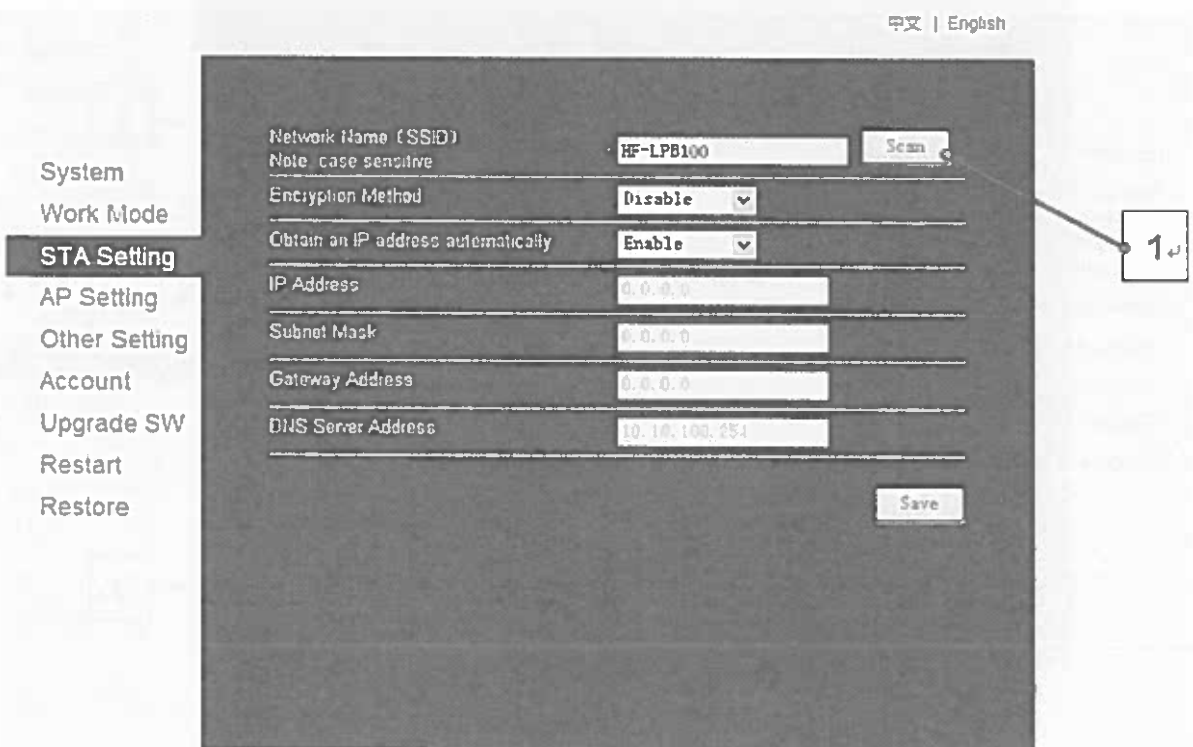 中文 | English
System
Work Mode
STA Setting
AP Setting
Other Setting
Account
Upgrade SW
Restart
Restore
Network Name (SSID)
Note: case sensitive
HF-LPB100
Scan
Encryption Method
Disable
Obtain an IP address automatically
Enable
IP Address
0.0.0.0
Subnet Mask
0.0.0.0
Gateway Address
0.0.0.0
DNS Server Address
10.10.100.254
Save
1